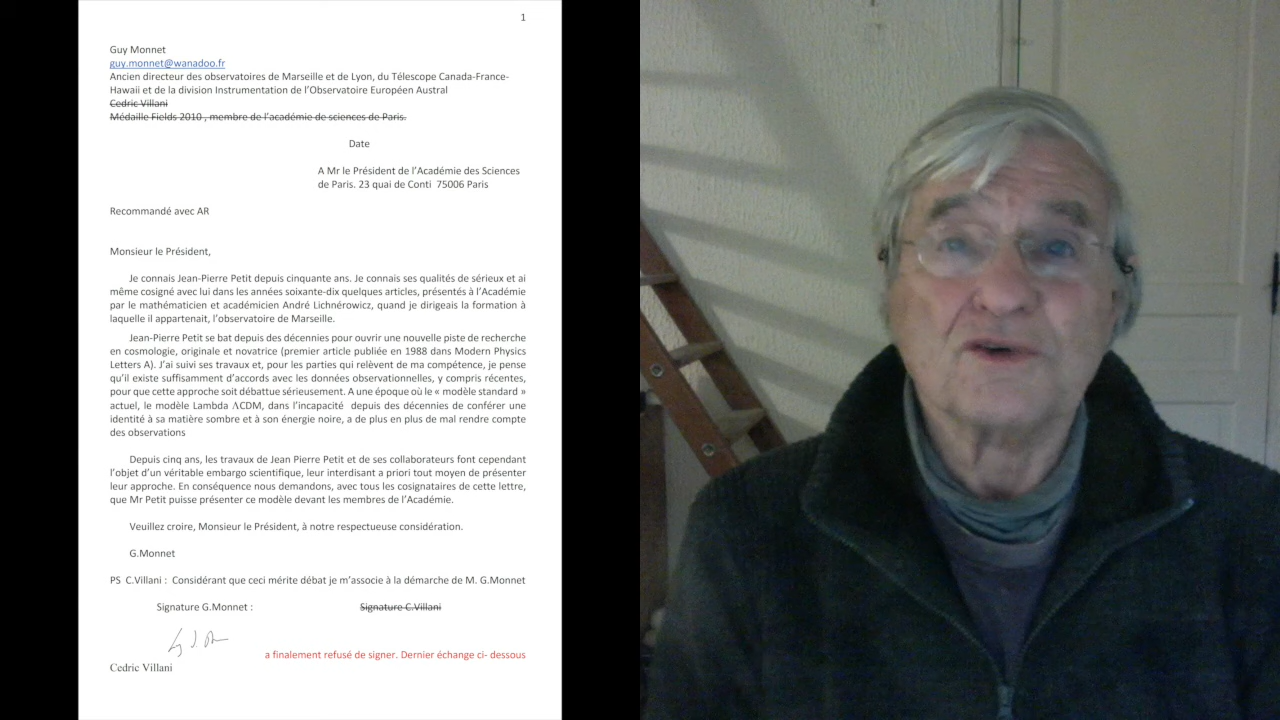 1
Guy Monnet
guy.monnet@wanadoo.fr
Ancien directeur des observatoires de Marseille et de Lyon, du Télescope Canada-France-
Hawaii et de la division Instrumentation de l'Observatoire Européen Austral
Cedric Villani
Médaille Fields 2010 , membre de l'académie de sciences de Paris.
Date
A Mr le Président de l'Académie des Sciences
de Paris. 23 quai de Conti 75006 Paris
Recommandé avec AR
Monsieur le Président,
Je connais Jean-Pierre Petit depuis cinquante ans. Je connais ses qualités de sérieux et ai
même cosigné avec lui dans les années soixante-dix quelques articles, présentés à l'Académie
par le mathématicien et académicien André Lichnérowicz, quand je dirigeais la formation à
laquelle il appartenait, l'observatoire de Marseille.
Jean-Pierre Petit se bat depuis des décennies pour ouvrir une nouvelle piste de recherche
en cosmologie, originale et novatrice (premier article publiée en 1988 dans Modern Physics
Letters A). J'ai suivi ses travaux et, pour les parties qui relèvent de ma compétence, je pense
qu'il existe suffisamment d'accords avec les données observationnelles, y compris récentes,
pour que cette approche soit débattue sérieusement. A une époque où le « modèle standard »
actuel, le modèle Lambda ΛCDM, dans l'incapacité depuis des décennies de conférer une
identité à sa matière sombre et à son énergie noire, a de plus en plus de mal rendre compte
des observations
Depuis cinq ans, les travaux de Jean Pierre Petit et de ses collaborateurs font cependant
l'objet d'un véritable embargo scientifique, leur interdisant a priori tout moyen de présenter
leur approche. En conséquence nous demandons, avec tous les cosignataires de cette lettre,
que Mr Petit puisse présenter ce modèle devant les membres de l'Académie.
Veuillez croire, Monsieur le Président, à notre respectueuse considération.
G.Monnet
PS C.Villani : Considérant que ceci mérite débat je m'associe à la démarche de M. G.Monnet
Signature G.Monnet : Signature C.Villani
a finalement refusé de signer. Dernier échange ci- dessous
Cedric Villani